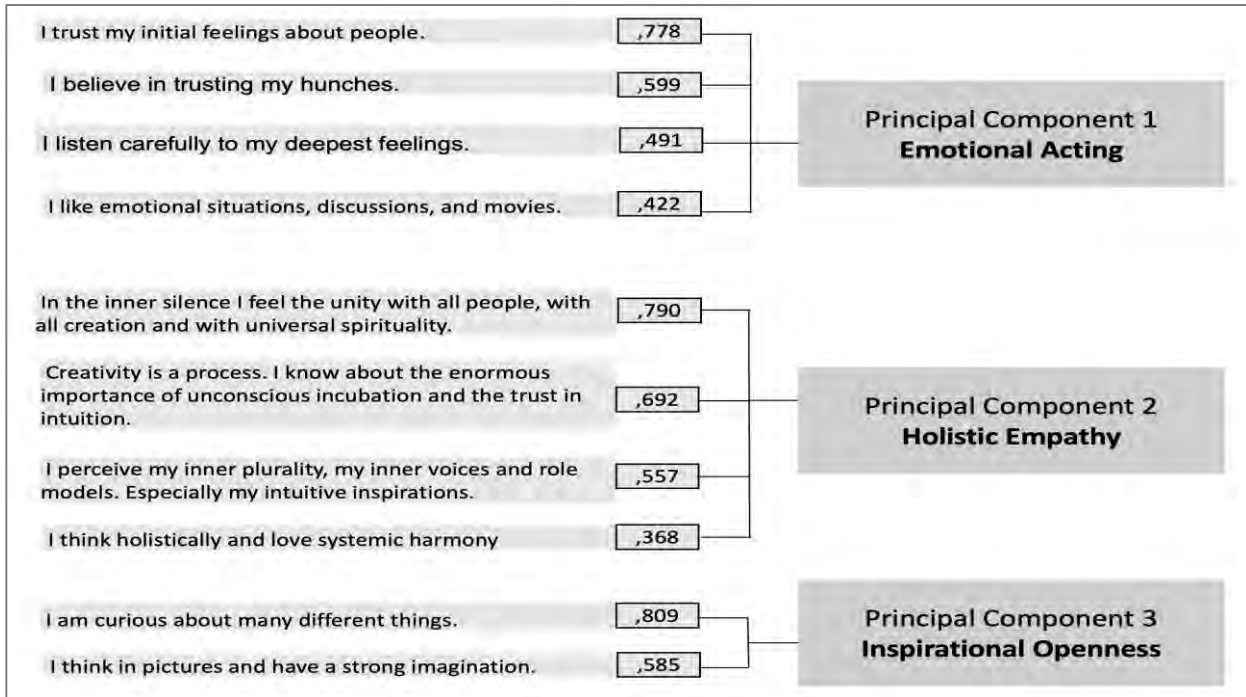 I trust my initial feelings about people.
,778
I believe in trusting my hunches.
,599
I listen carefully to my deepest feelings.
,491
I like emotional situations, discussions, and movies.
,422
Principal Component 1
Emotional Acting
In the inner silence I feel the unity with all people, with
all creation and with universal spirituality.
,790
Creativity is a process. I know about the enormous
importance of unconscious incubation and the trust in
intuition.
,692
I perceive my inner plurality, my inner voices and role
models. Especially my intuitive inspirations.
,557
I think holistically and love systemic harmony
,368
Principal Component 2
Holistic Empathy
I am curious about many different things.
,809
I think in pictures and have a strong imagination.
,585
Principal Component 3
Inspirational Openness